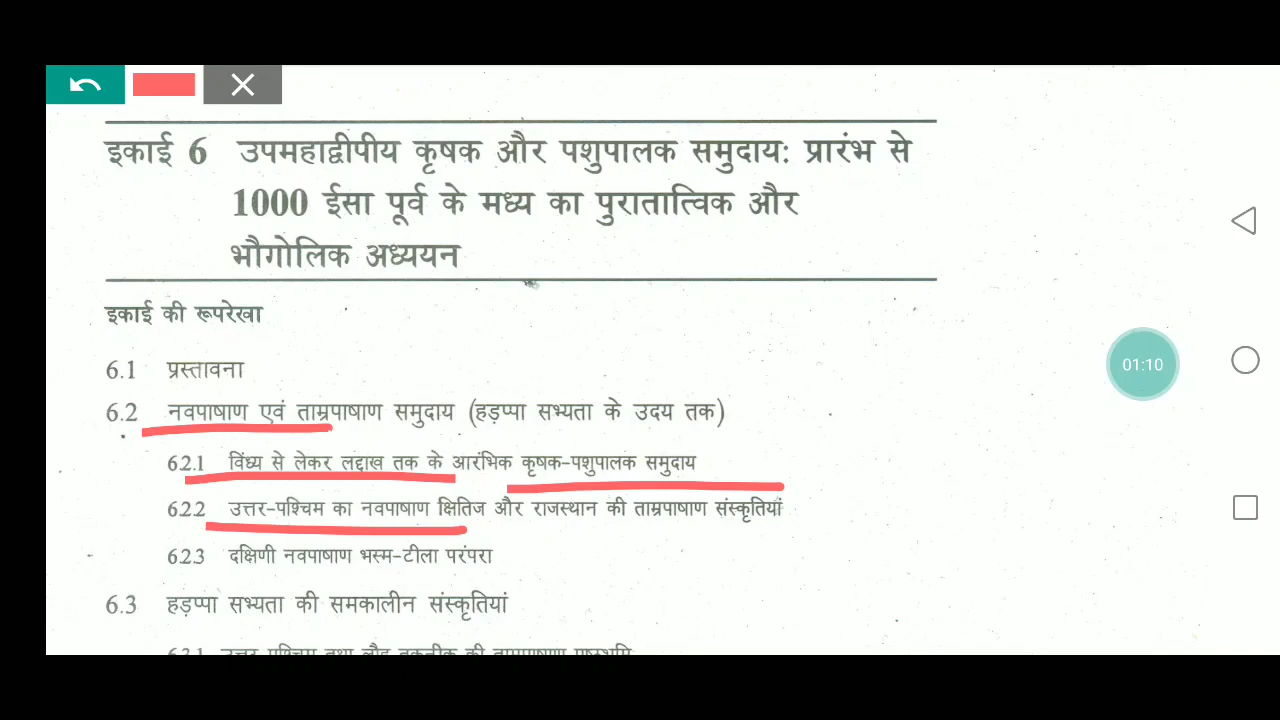 इकाई 6 उपमहाद्वीपीय कृषक और पशुपालक समुदाय: प्रारंभ से
1000 ईसा पूर्व के मध्य का पुरातात्विक और
भौगोलिक अध्ययन
इकाई की रूपरेखा
6.1 प्रस्तावना
01:10
6.2 नवपाषाण एवं ताम्रपाषाण समुदाय (हड़प्पा सभ्यता के उदय तक)
6.2.1 विंध्य से लेकर लद्दाख तक के आरंभिक कृषक-पशुपालक समुदाय
6.2.2 उत्तर-पश्चिम का नवपाषाण क्षितिज और राजस्थान की ताम्रपाषाण संस्कृतियां
6.2.3 दक्षिणी नवपाषाण भस्म-टीला परंपरा
6.3 हड़प्पा सभ्यता की समकालीन संस्कृतियां